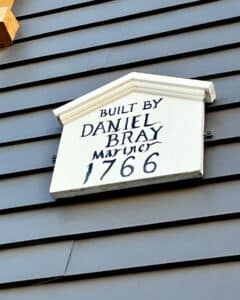 BUILT BY
DANIEL
BRAY
Mariner
1766